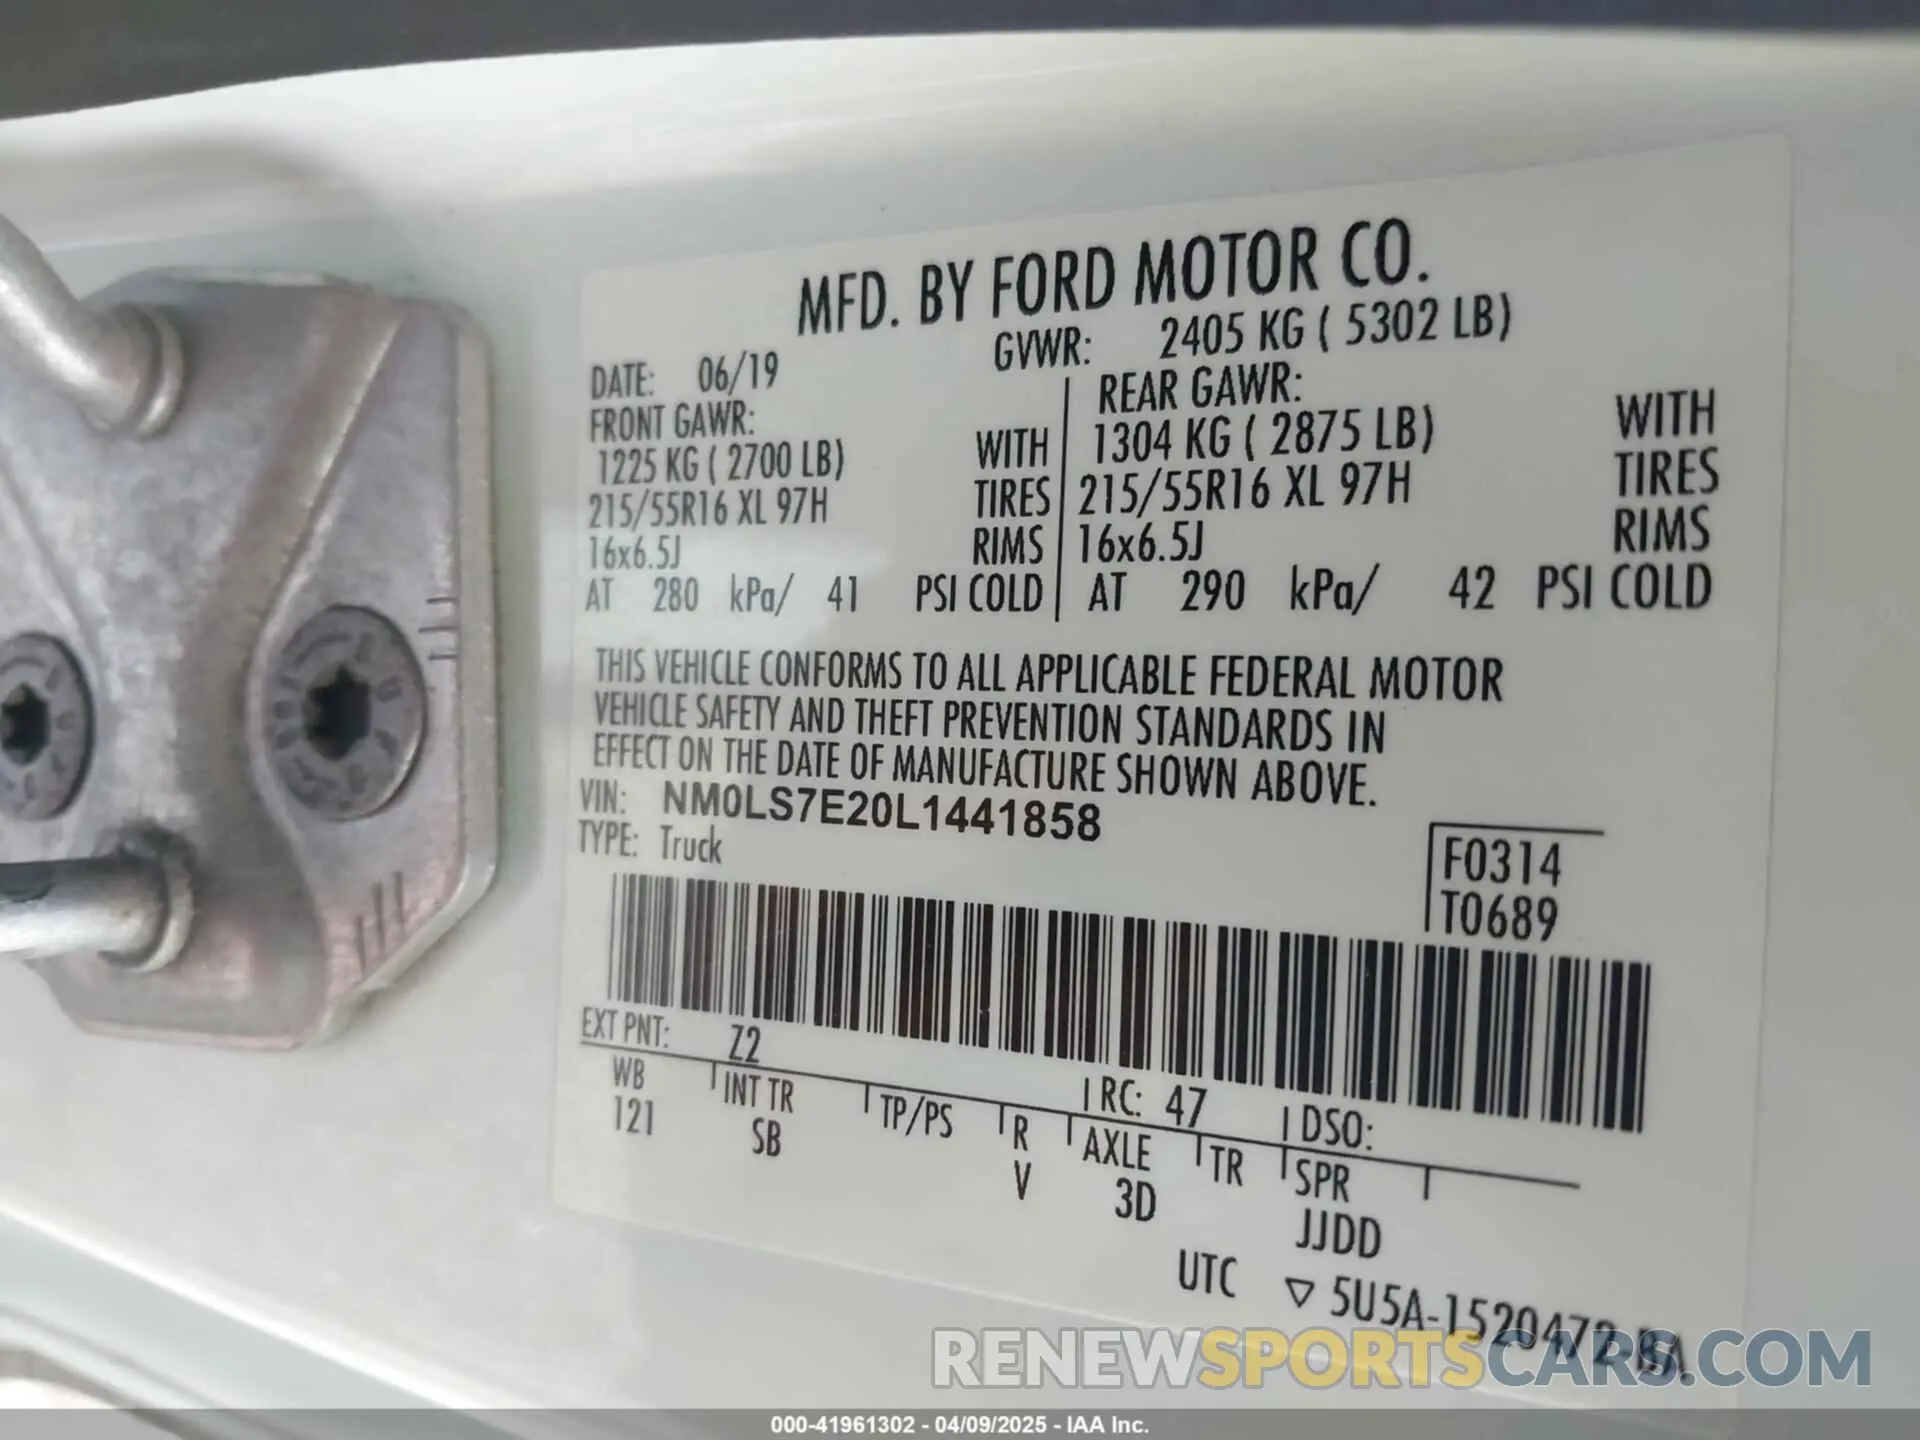 MFD. BY FORD MOTOR CO.
DATE: 06/19 GVWR: 2405 KG ( 5302 LB)
FRONT GAWR: REAR GAWR:
1225 KG ( 2700 LB) WITH 1304 KG ( 2875 LB) WITH
215/55R16 XL 97H TIRES 215/55R16 XL 97H TIRES
16x6.5J RIMS 16x6.5J RIMS
AT 280 kPa/ 41 PSI COLD AT 290 kPa/ 42 PSI COLD
THIS VEHICLE CONFORMS TO ALL APPLICABLE FEDERAL MOTOR
VEHICLE SAFETY AND THEFT PREVENTION STANDARDS IN
EFFECT ON THE DATE OF MANUFACTURE SHOWN ABOVE.
VIN: NM0LS7E20L1441858
TYPE: Truck
F0314
T0689
EXT PNT: Z2 RC: 47 DSO:
WB INT TR TP/PS R AXLE TR SPR
121 SB V 3D JJDD
UTC ▽ 5U5A-1520472-
RENEWSPORTSCARS.COM
000-41961302 - 04/09/2025 - IAA Inc.